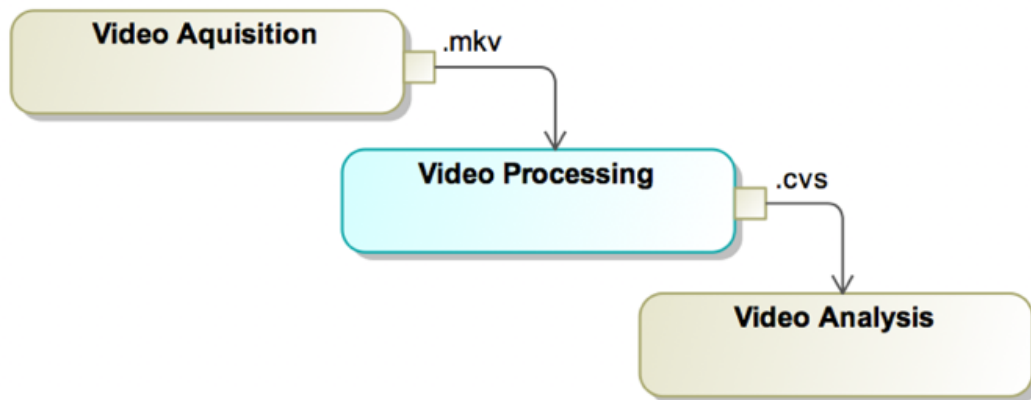 Video Aquisition
.mkv
Video Processing
.cvs
Video Analysis